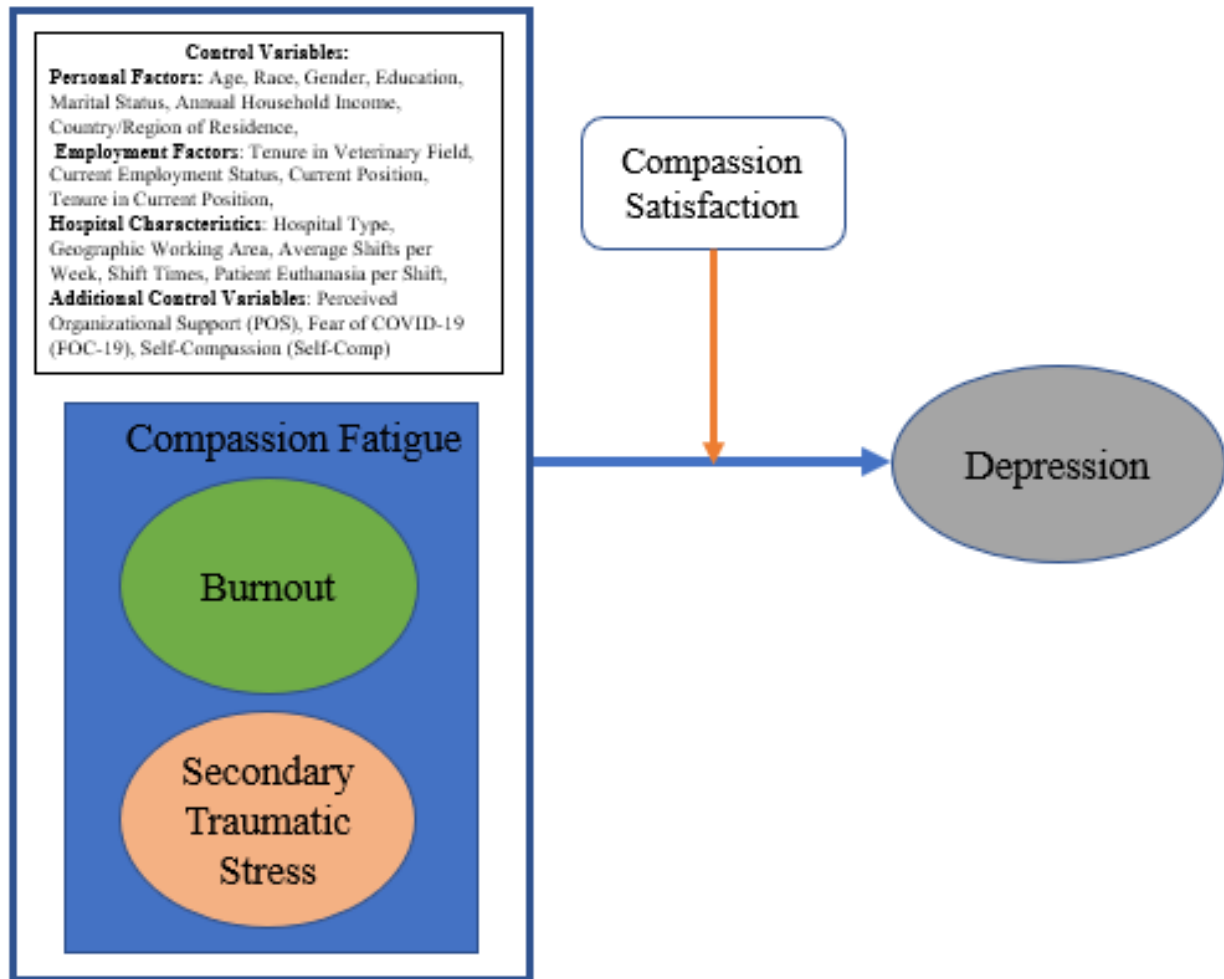 Control Variables:
Personal Factors: Age, Race, Gender, Education,
Marital Status, Annual Household Income,
Country/Region of Residence,
Employment Factors: Tenure in Veterinary Field,
Current Employment Status, Current Position,
Tenure in Current Position,
Hospital Characteristics: Hospital Type,
Geographic Working Area, Average Shifts per
Week, Shift Times, Patient Euthanasia per Shift,
Additional Control Variables: Perceived
Organizational Support (POS), Fear of COVID-19
(FOC-19), Self-Compassion (Self-Comp)
Compassion Fatigue
Burnout
Secondary
Traumatic
Stress
Compassion
Satisfaction
Depression